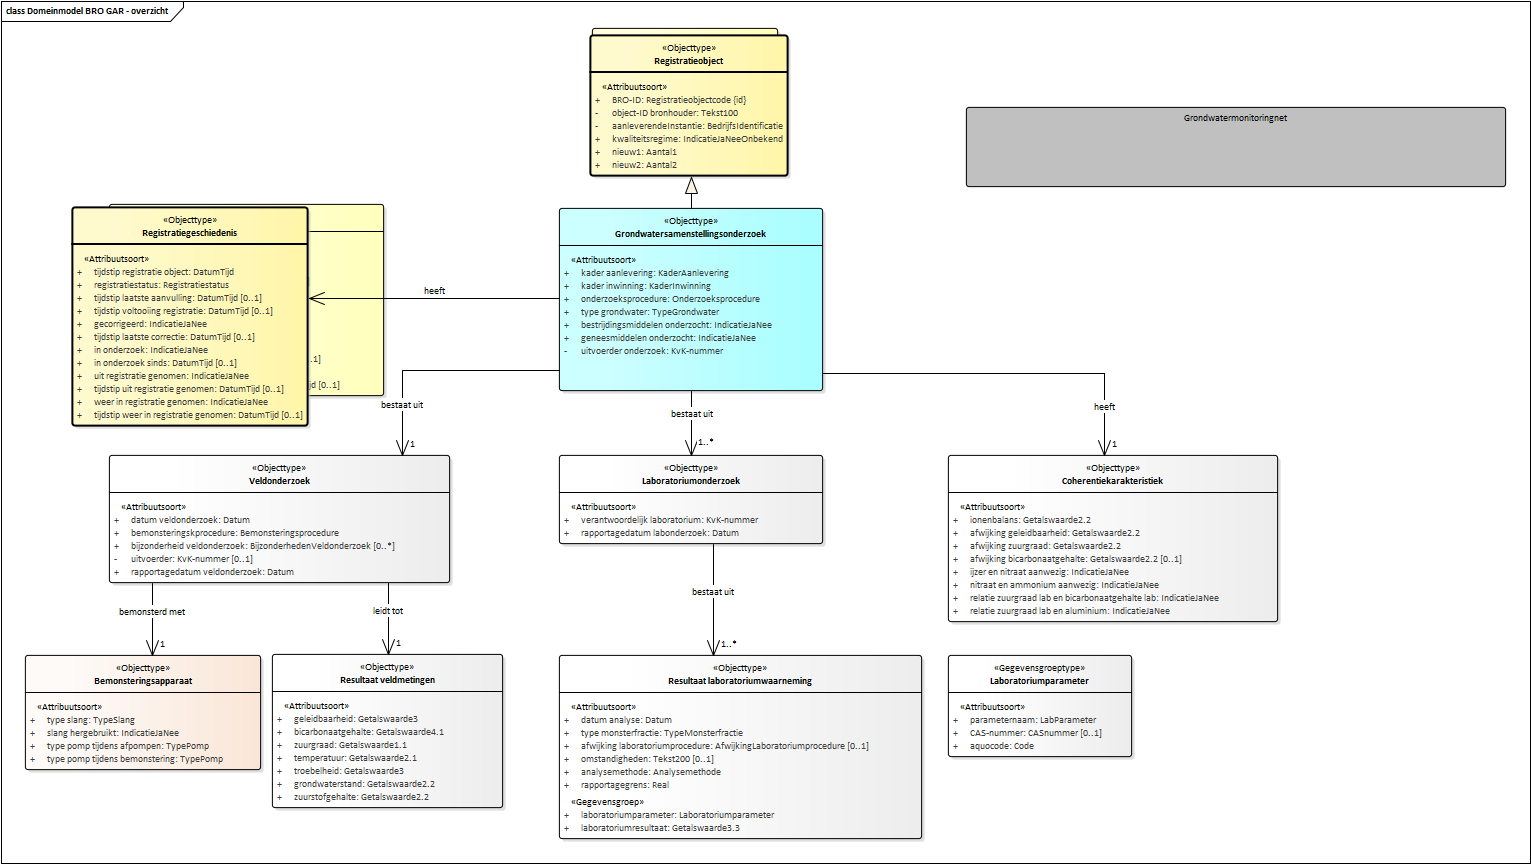 class Domeinmodel BRO GAR - overzicht
«Objecttype»
Registratieobject
«Attribuutsoort»
+ BRO-ID: Registratieobjectcode {id}
- object-ID bronhouder: Tekst100
- aanleverendeInstantie: BedrijfsIdentificatie
+ kwaliteitsregime: IndicatieJaNeeOnbekend
+ nieuw1: Aantal1
+ nieuw2: Aantal2
Grondwatermonitoringnet
«Objecttype»
Registratiegeschiedenis
«Attribuutsoort»
+ tijdstip registratie object: DatumTijd
+ registratiestatus: Registratiestatus
+ tijdstip laatste aanvulling: DatumTijd [0..1]
+ tijdstip voltooiing registratie: DatumTijd [0..1]
+ gecorrigeerd: IndicatieJaNee
+ tijdstip laatste correctie: DatumTijd [0..1]
+ in onderzoek: IndicatieJaNee
+ in onderzoek sinds: DatumTijd [0..1]
+ uit registratie genomen: IndicatieJaNee
+ tijdstip uit registratie genomen: DatumTijd [0..1]
+ weer in registratie genomen: IndicatieJaNee
+ tijdstip weer in registratie genomen: DatumTijd [0..1]
.1]
jd [0..1]
heeft
«Objecttype»
Grondwatersamenstellingsonderzoek
«Attribuutsoort»
+ kader aanlevering: KaderAanlevering
+ kader inwinning: KaderInwinning
+ onderzoeksprocedure: Onderzoeksprocedure
+ type grondwater: TypeGrondwater
+ bestrijdingsmiddelen onderzocht: IndicatieJaNee
+ geneesmiddelen onderzocht: IndicatieJaNee
- uitvoerder onderzoek: KvK-nummer
bestaat uit
1
bestaat uit
1..*
heeft
1
«Objecttype»
Veldonderzoek
«Attribuutsoort»
+ datum veldonderzoek: Datum
+ bemonsteringskprocedure: Bemonsteringsprocedure
+ bijzonderheid veldonderzoek: BijzonderhedenVeldonderzoek [0..*]
- uitvoerder: KvK-nummer [0..1]
+ rapportagedatum veldonderzoek: Datum
«Objecttype»
Laboratoriumonderzoek
«Attribuutsoort»
+ verantwoordelijk laboratorium: KvK-nummer
+ rapportagedatum labonderzoek: Datum
«Objecttype»
Coherentiekarakteristiek
«Attribuutsoort»
+ ionenbalans: Getalswaarde2.2
+ afwijking geleidbaarheid: Getalswaarde2.2
+ afwijking zuurgraad: Getalswaarde2.2
+ afwijking bicarbonaatgehalte: Getalswaarde2.2 [0..1]
+ ijzer en nitraat aanwezig: IndicatieJaNee
+ nitraat en ammonium aanwezig: IndicatieJaNee
+ relatie zuurgraad lab en bicarbonaatgehalte lab: IndicatieJaNee
+ relatie zuurgraad lab en aluminium: IndicatieJaNee
bemonsterd met
1
leidt tot
1
bestaat uit
1..*
«Objecttype»
Bemonsteringsapparaat
«Attribuutsoort»
+ type slang: TypeSlang
+ slang hergebruikt: IndicatieJaNee
+ type pomp tijdens afpompen: TypePomp
+ type pomp tijdens bemonstering: TypePomp
«Objecttype»
Resultaat veldmetingen
«Attribuutsoort»
+ geleidbaarheid: Getalswaarde3
+ bicarbonaatgehalte: Getalswaarde4.1
+ zuurgraad: Getalswaarde1.1
+ temperatuur: Getalswaarde2.1
+ troebelheid: Getalswaarde3
+ grondwaterstand: Getalswaarde2.2
+ zuurstofgehalte: Getalswaarde2.2
«Objecttype»
Resultaat laboratoriumwaarneming
«Attribuutsoort»
+ datum analyse: Datum
+ type monsterfractie: TypeMonsterfractie
+ afwijking laboratoriumprocedure: AfwijkingLaboratoriumprocedure [0..1]
+ omstandigheden: Tekst200 [0..1]
+ analysemethode: Analysemethode
+ rapportagegrens: Real
«Gegevensgroep»
+ laboratoriumparameter: Laboratoriumparameter
+ laboratoriumresultaat: Getalswaarde3.3
«Gegevensgroeptype»
Laboratoriumparameter
«Attribuutsoort»
+ parameternaam: LabParameter
+ CAS-nummer: CASnummer [0..1]
+ aquocode: Code